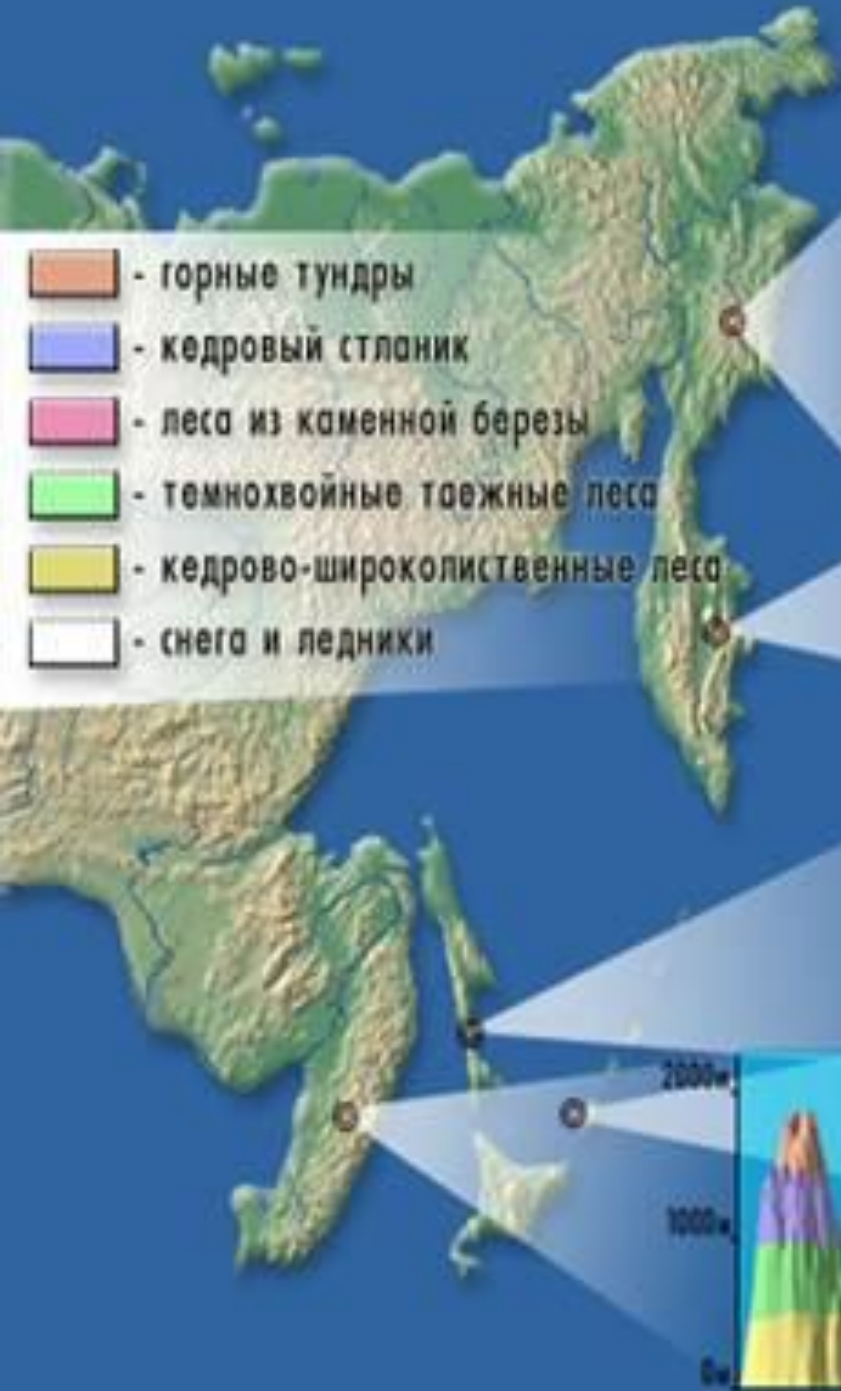 - горные тундры
- кедровый стланик
- леса из каменной березы
- темнохвойные таежные леса
- кедрово-широколиственные леса
- снега и ледники
2000м
1000м
0м